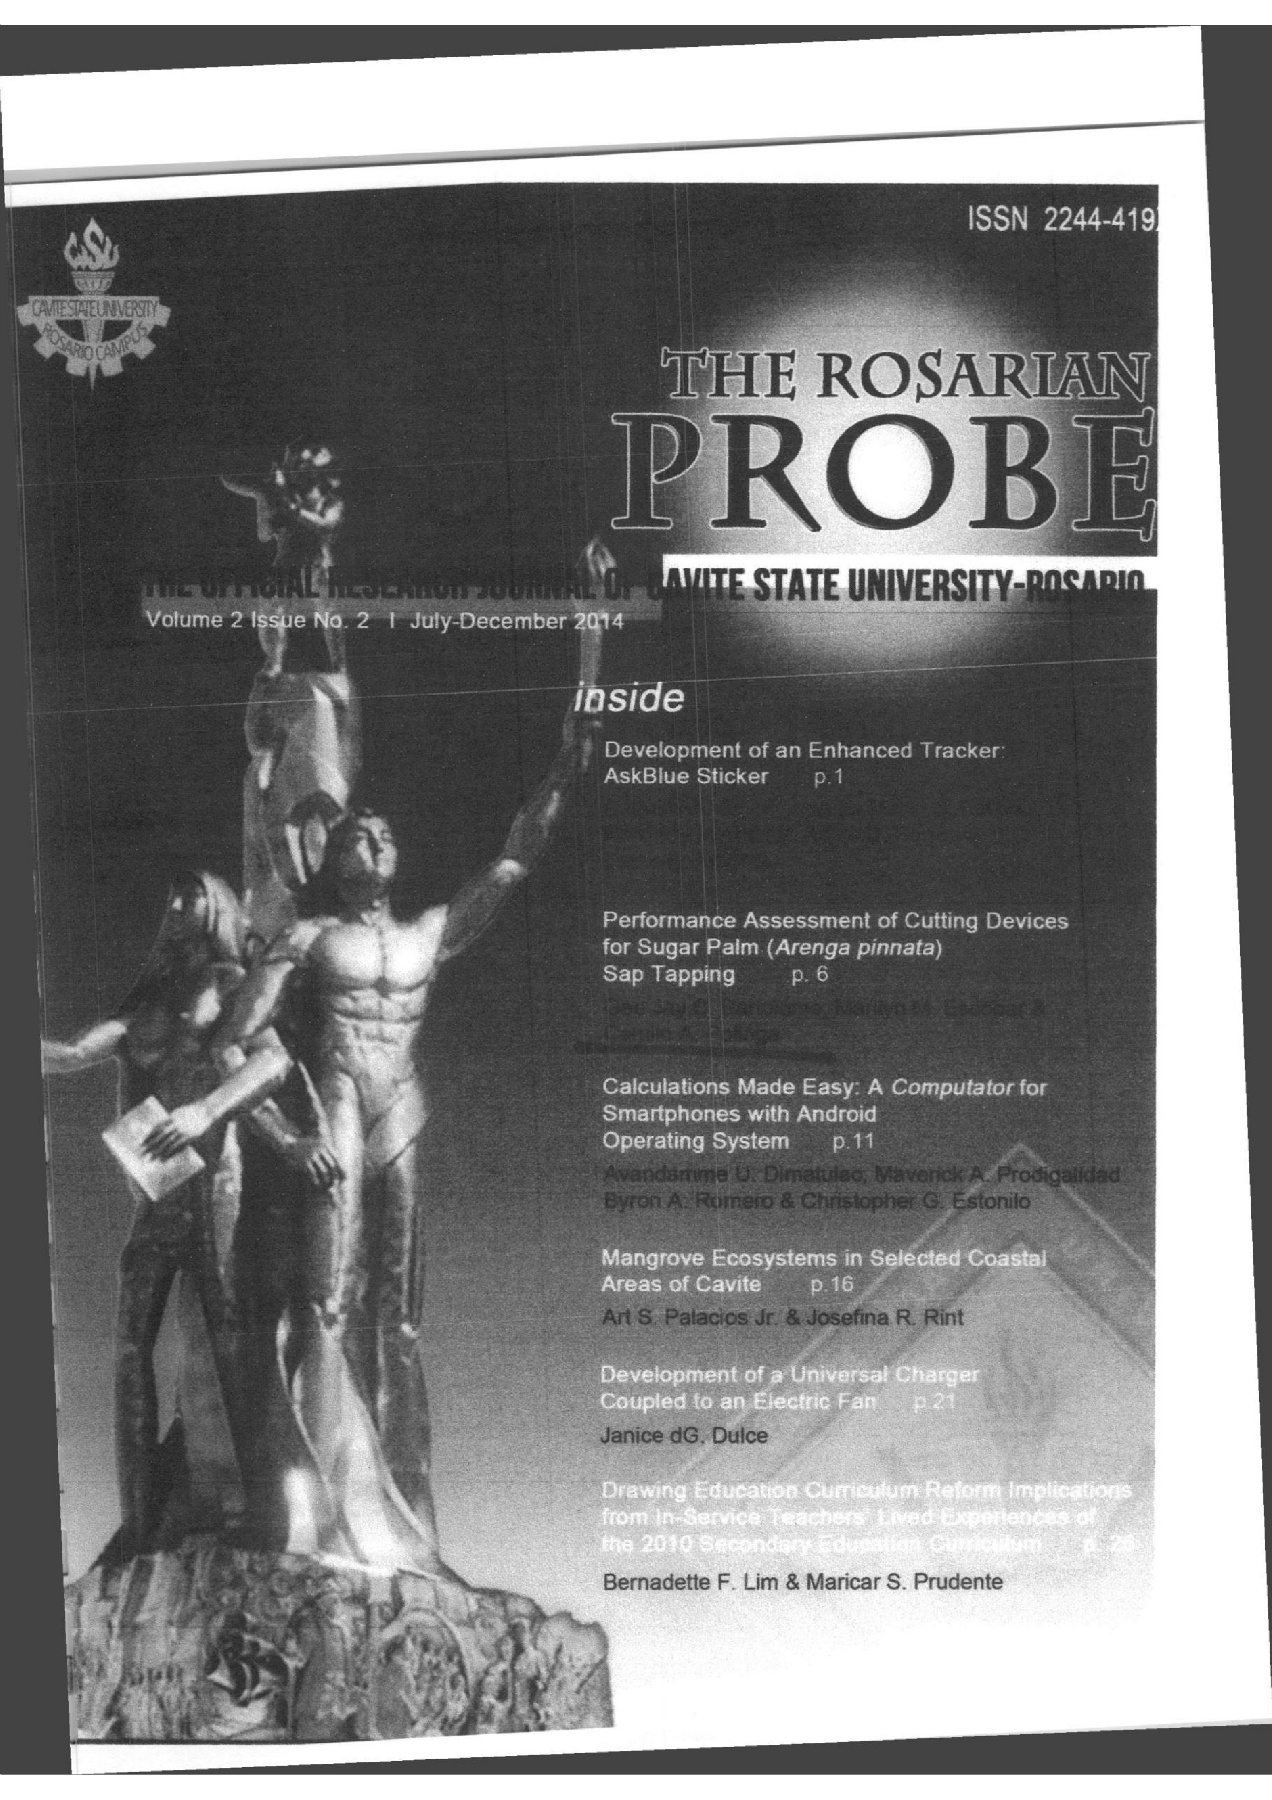 ISSN 2244-419
CvSU
CAVITE STATE UNIVERSITY
ROSARIO CAMPUS
THE ROSARIAN
PROBE
THE OFFICIAL RESEARCH JOURNAL OF CAVITE STATE UNIVERSITY-ROSARIO
Volume 2 Issue No. 2 I July-December 2014
inside
Development of an Enhanced Tracker:
AskBlue Sticker p.1
Performance Assessment of Cutting Devices
for Sugar Palm (Arenga pinnata)
Sap Tapping p. 6
Marilyn M. Escobar &
Calculations Made Easy: A Computator for
Smartphones with Android
Operating System p.11
Avandamme U. Dimatulac, Maverick A. Prodigalidad
Byron A. Romero & Christopher G. Estonilo
Mangrove Ecosystems in Selected Coastal
Areas of Cavite p.16
Art S. Palacios Jr. & Josefina R. Rint
Development of a Universal Charger
Coupled to an Electric Fan p.21
Janice dG. Dulce
Drawing Education Curriculum Reform Implications
from In-Service Teachers' Lived Experiences of
the 2010 Secondary Education Curriculum p. 26
Bernadette F. Lim & Maricar S. Prudente